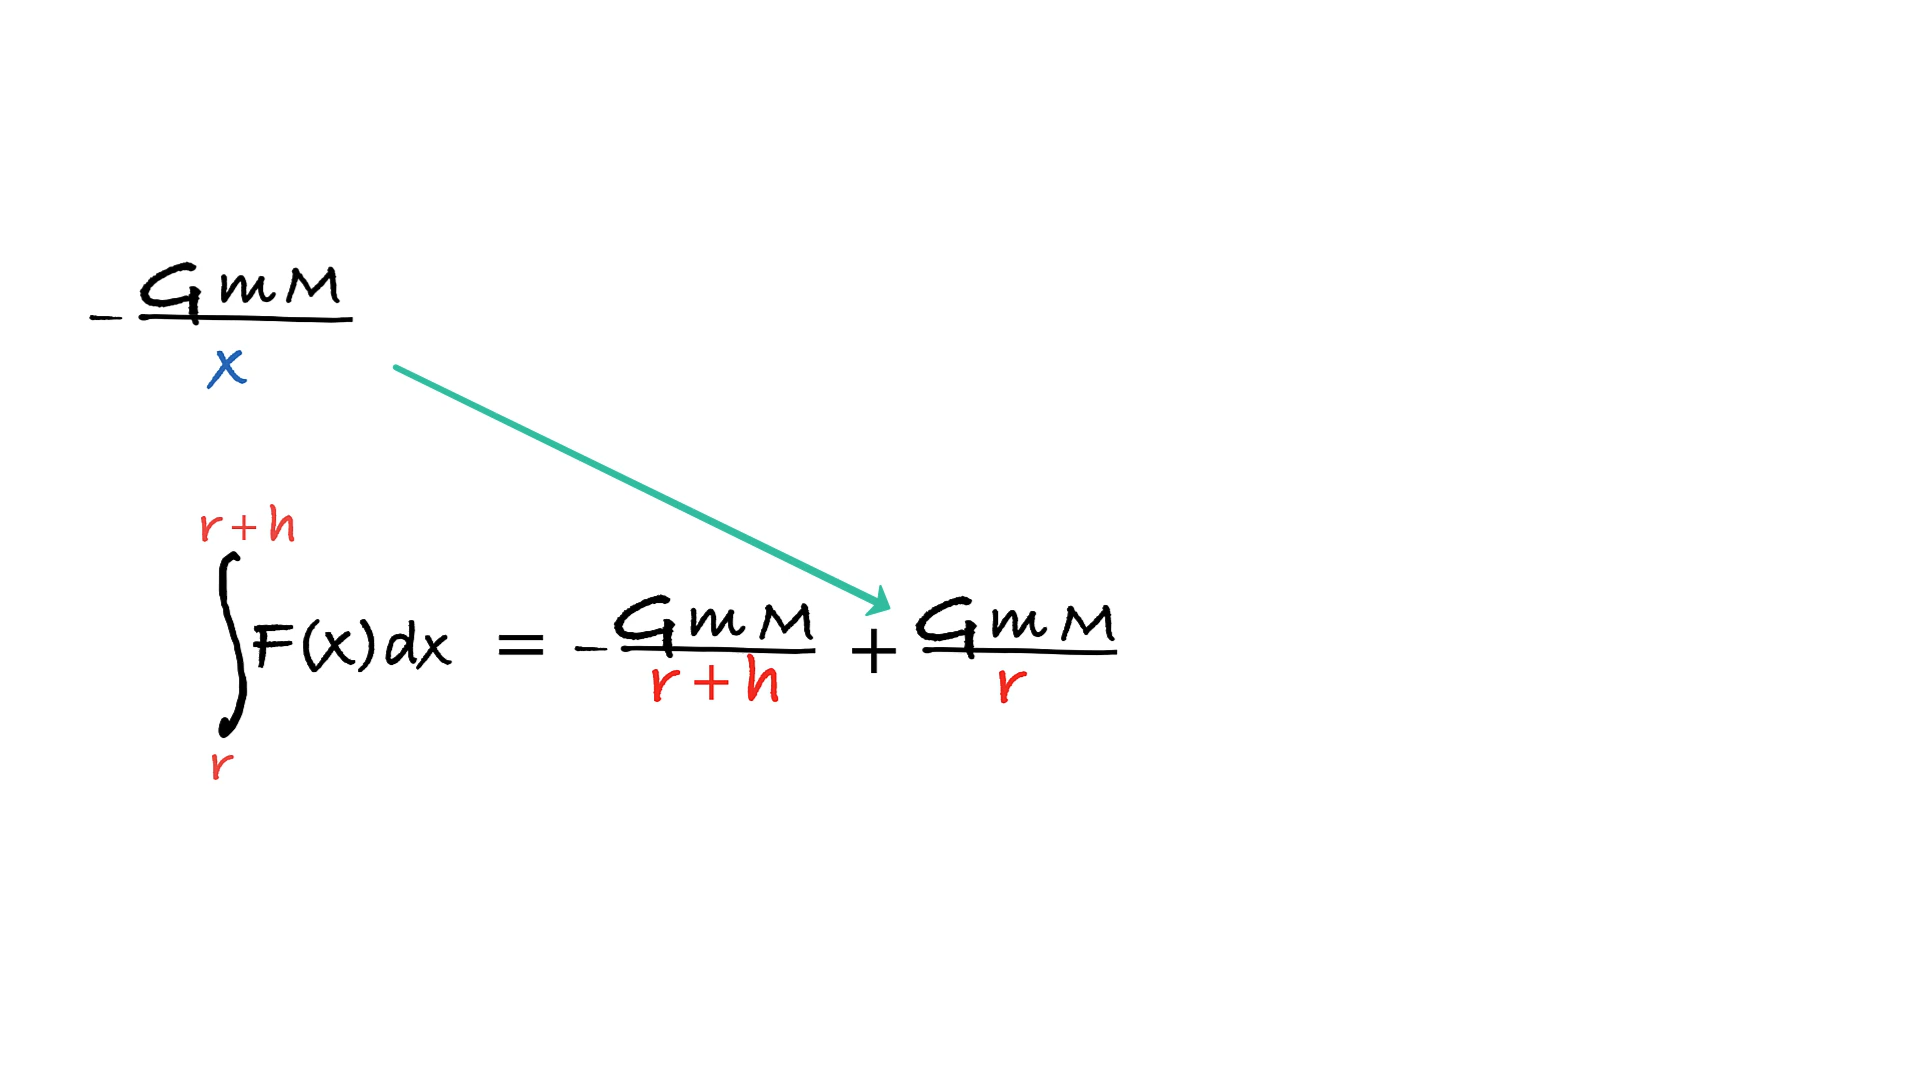 - GmM
x
r+h
∫F(x)dx = - GmM/r+h + GmM/r
r